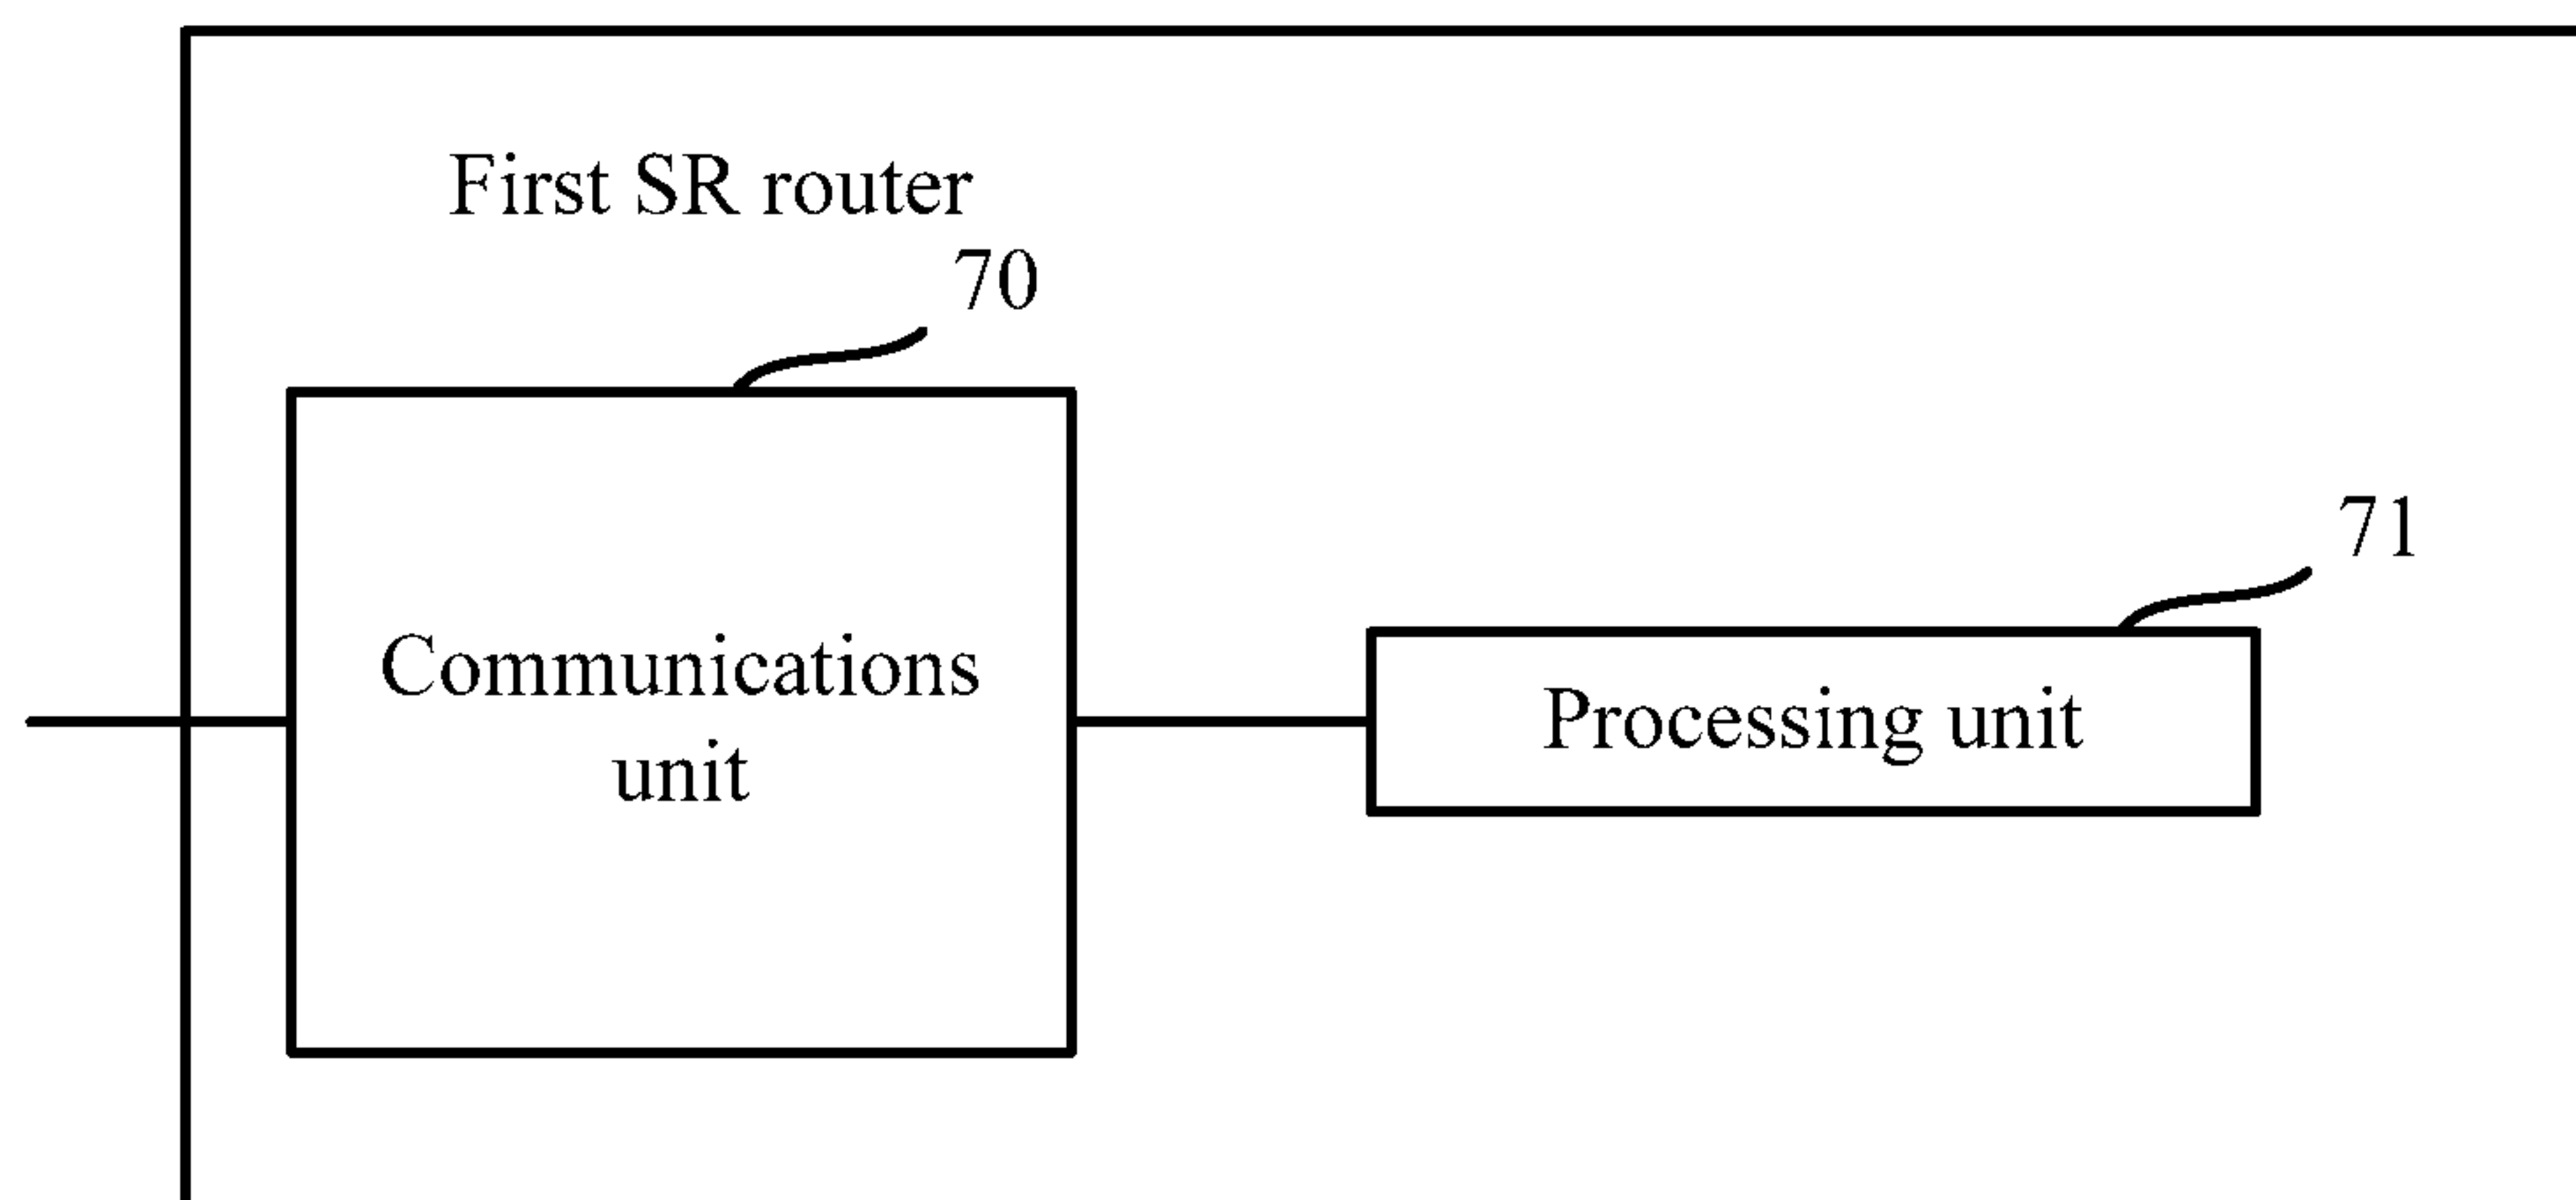 First SR router
70
71
Communications
unit
Processing unit